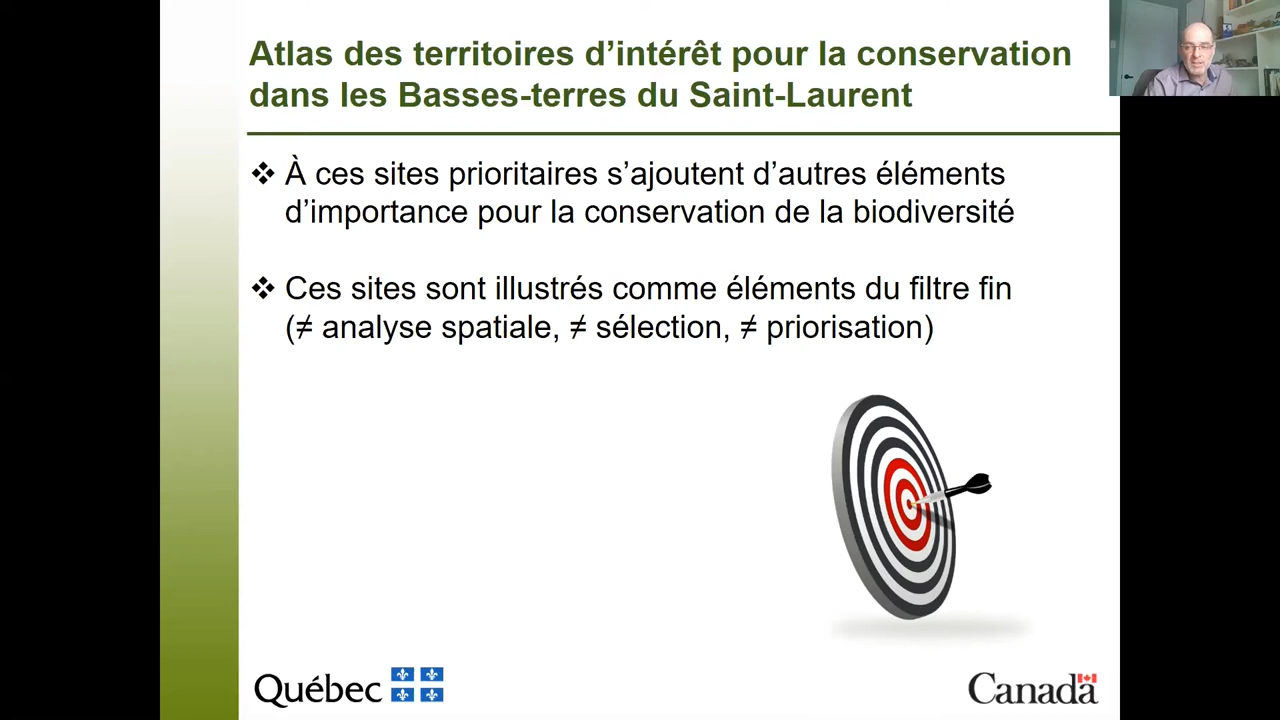 Atlas des territoires d’intérêt pour la conservation
dans les Basses-terres du Saint-Laurent
❖ À ces sites prioritaires s’ajoutent d’autres éléments
d’importance pour la conservation de la biodiversité
❖ Ces sites sont illustrés comme éléments du filtre fin
(≠ analyse spatiale, ≠ sélection, ≠ priorisation)
Québec
Canada